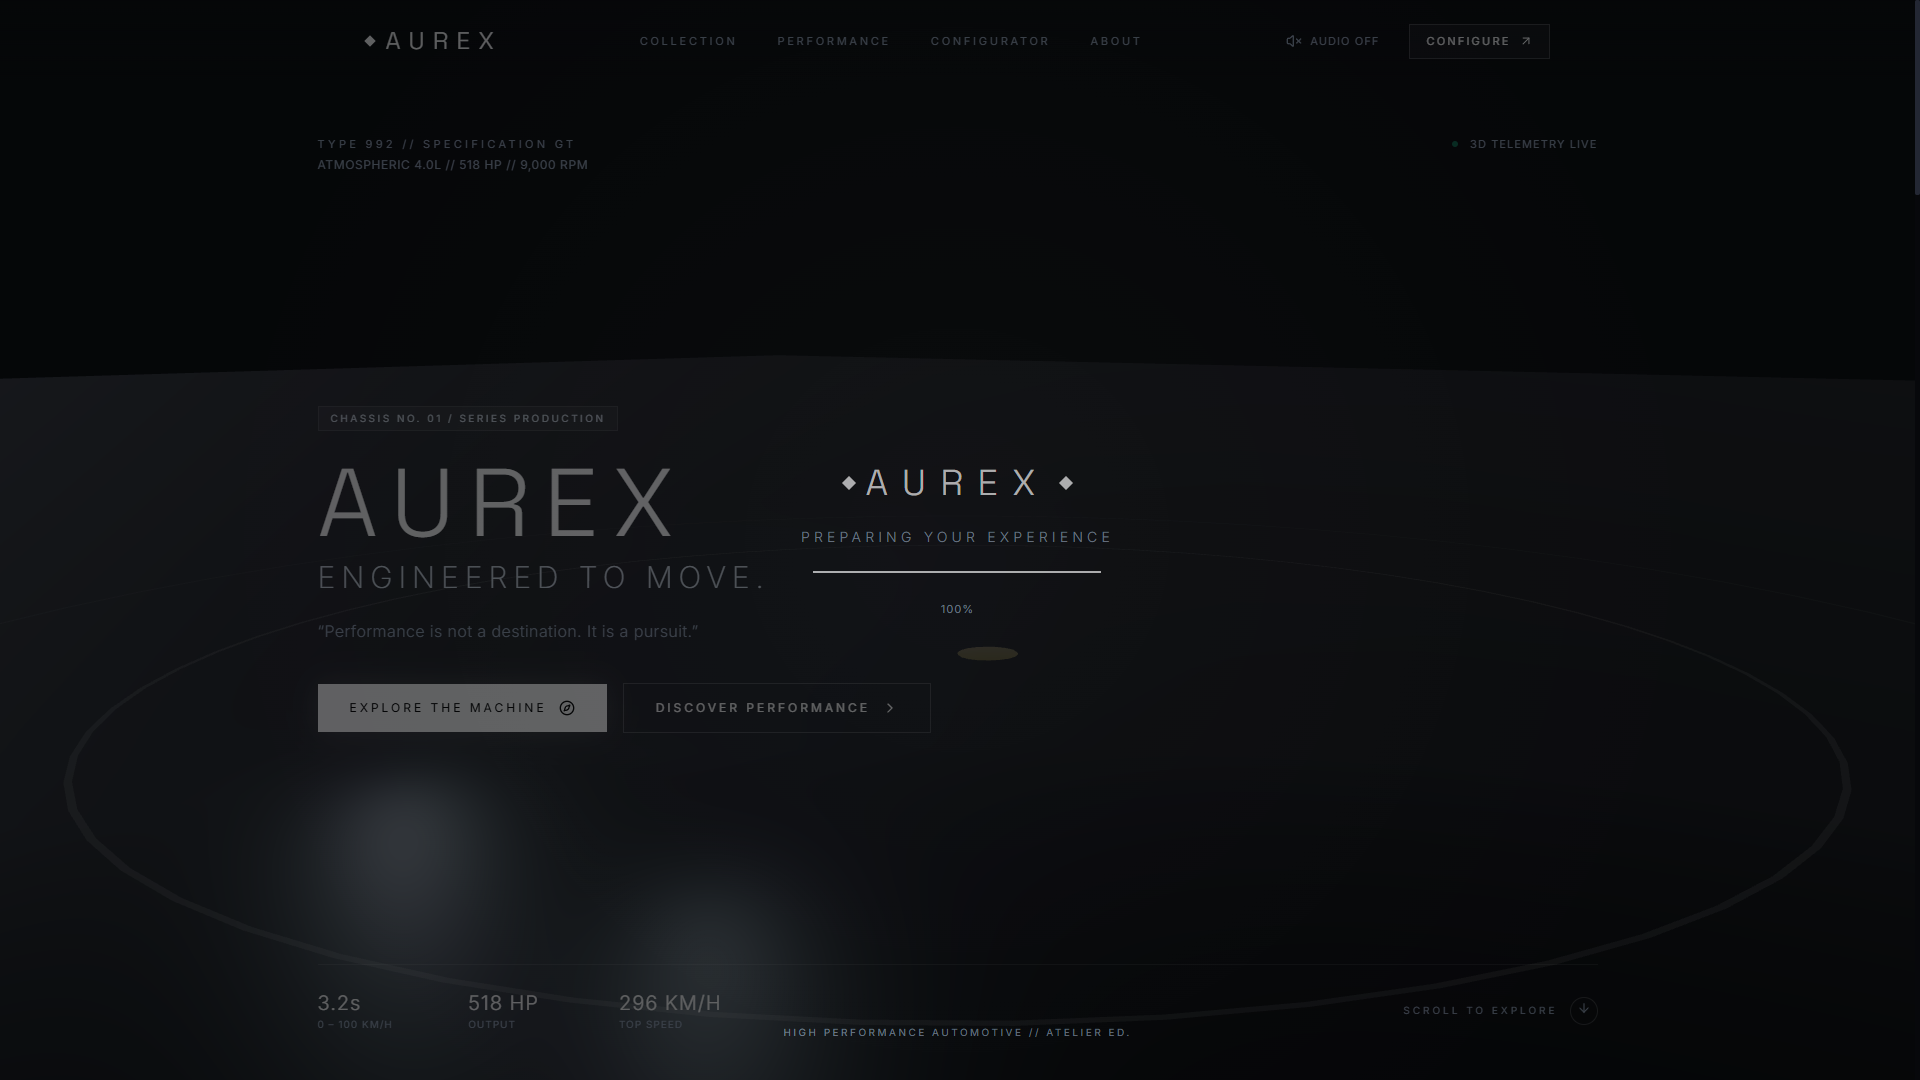 AUREX
COLLECTION
PERFORMANCE
CONFIGURATOR
ABOUT
AUDIO OFF
CONFIGURE
TYPE 992 // SPECIFICATION GT
ATMOSPHERIC 4.0L // 518 HP // 9,000 RPM
3D TELEMETRY LIVE
CHASSIS NO. 01 / SERIES PRODUCTION
AUREX
ENGINEERED TO MOVE.
“Performance is not a destination. It is a pursuit.”
EXPLORE THE MACHINE
DISCOVER PERFORMANCE
AUREX
PREPARING YOUR EXPERIENCE
100%
3.2s
0 – 100 KM/H
518 HP
OUTPUT
296 KM/H
TOP SPEED
HIGH PERFORMANCE AUTOMOTIVE // ATELIER ED.
SCROLL TO EXPLORE